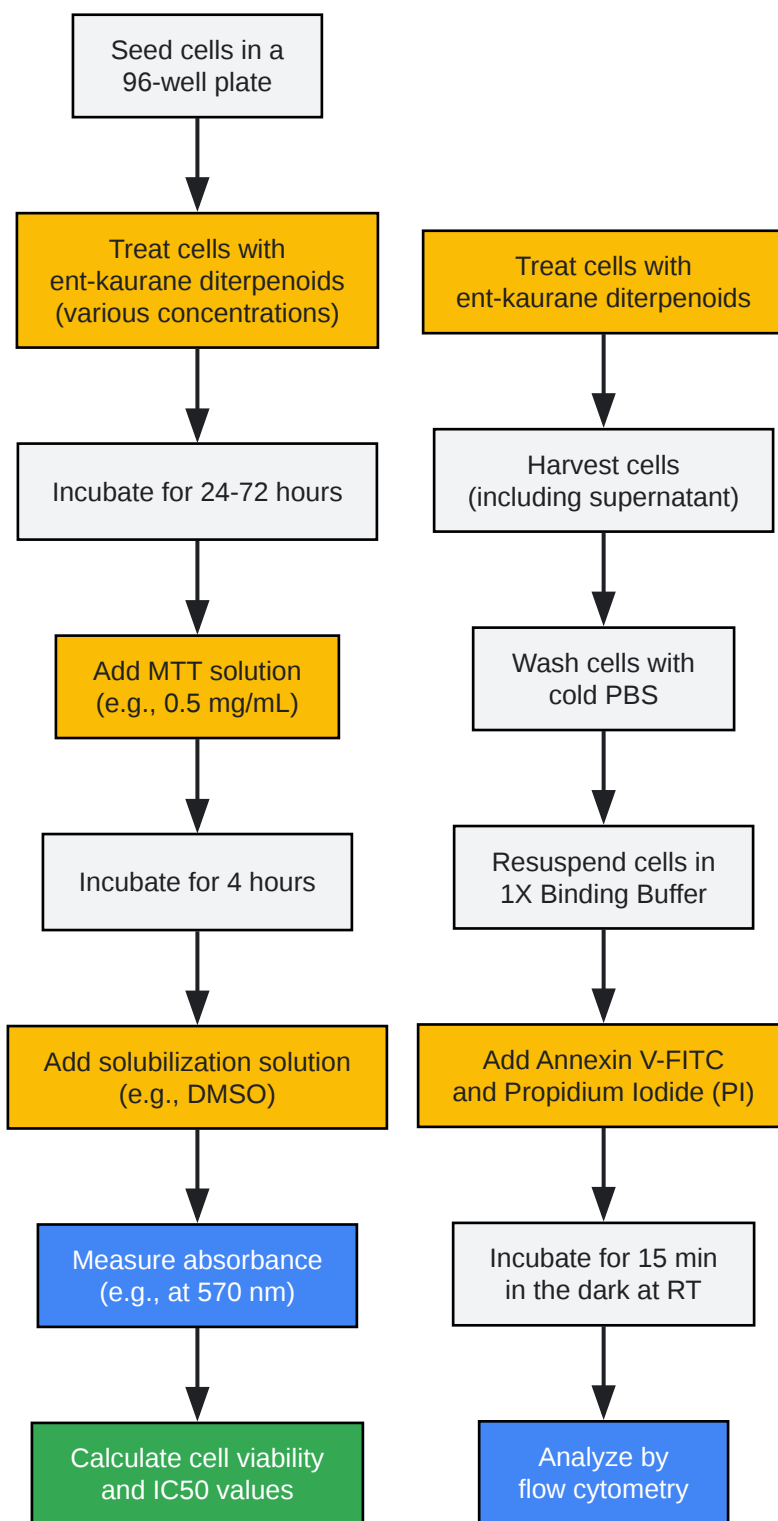 Seed cells in a
96-well plate
Treat cells with
ent-kaurane diterpenoids
(various concentrations)
Incubate for 24-72 hours
Add MTT solution
(e.g., 0.5 mg/mL)
Incubate for 4 hours
Add solubilization solution
(e.g., DMSO)
Measure absorbance
(e.g., at 570 nm)
Calculate cell viability
and IC50 values
Treat cells with
ent-kaurane diterpenoids
Harvest cells
(including supernatant)
Wash cells with
cold PBS
Resuspend cells in
1X Binding Buffer
Add Annexin V-FITC
and Propidium Iodide (PI)
Incubate for 15 min
in the dark at RT
Analyze by
flow cytometry